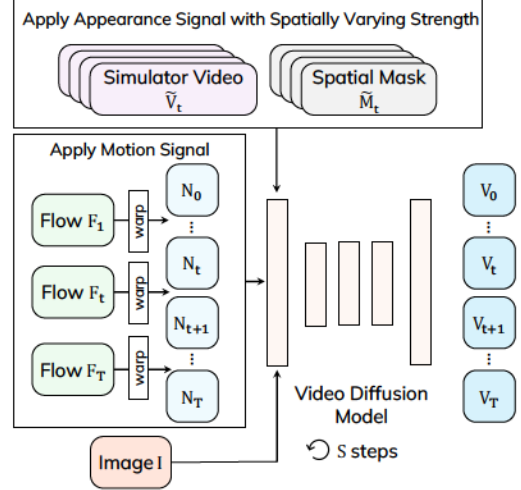 Apply Appearance Signal with Spatially Varying Strength
Simulator Video
Ṽt
Spatial Mask
M̃t
Apply Motion Signal
Flow F1
warp
N0
V0
Flow Ft
warp
Nt
Vt
Nt+1
Vt+1
Flow FT
warp
NT
VT
Video Diffusion
Model
S steps
Image I